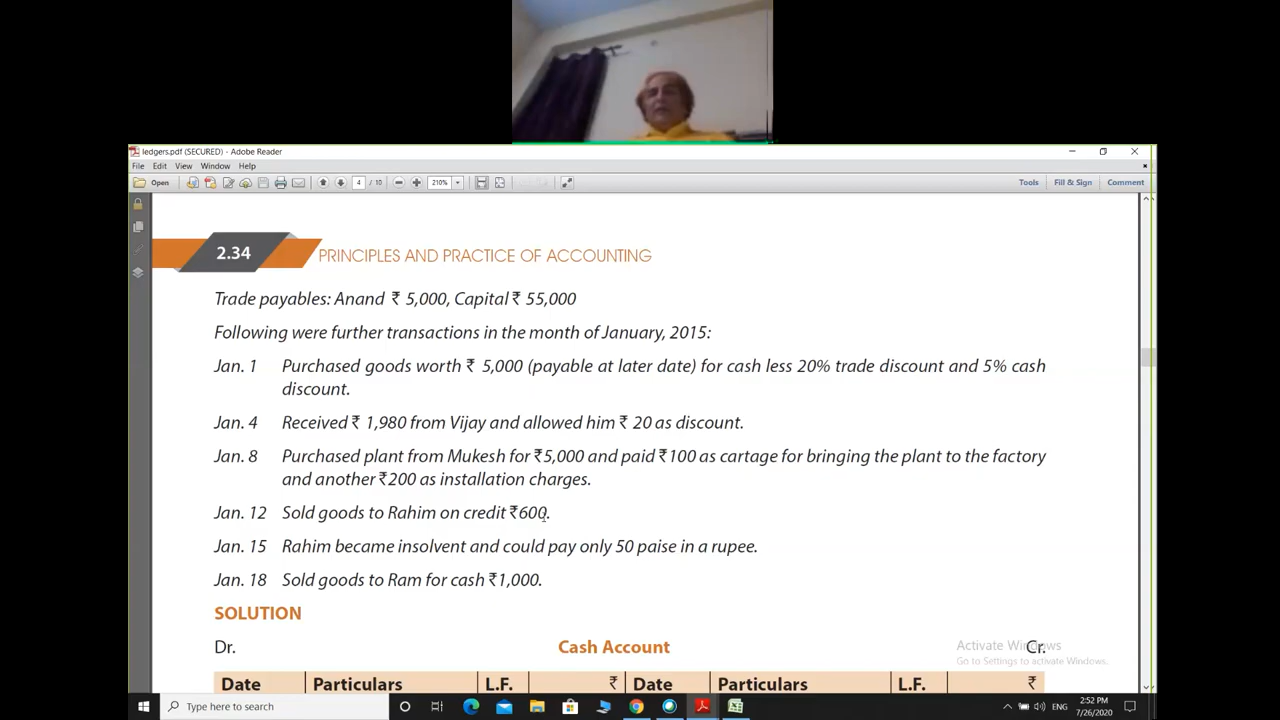 ledgers.pdf (SECURED) - Adobe Reader
File Edit View Window Help
Open 4 / 10 210% Tools Fill & Sign Comment
2.34 PRINCIPLES AND PRACTICE OF ACCOUNTING
Trade payables: Anand ₹ 5,000, Capital ₹ 55,000
Following were further transactions in the month of January, 2015:
Jan. 1 Purchased goods worth ₹ 5,000 (payable at later date) for cash less 20% trade discount and 5% cash
discount.
Jan. 4 Received ₹ 1,980 from Vijay and allowed him ₹ 20 as discount.
Jan. 8 Purchased plant from Mukesh for ₹5,000 and paid ₹100 as cartage for bringing the plant to the factory
and another ₹200 as installation charges.
Jan. 12 Sold goods to Rahim on credit ₹600.
Jan. 15 Rahim became insolvent and could pay only 50 paise in a rupee.
Jan. 18 Sold goods to Ram for cash ₹1,000.
SOLUTION
Dr. Cash Account Cr.
Activate Windows
Go to Settings to activate Windows.
Date Particulars L.F. ₹ Date Particulars L.F. ₹
Type here to search
ENG
2:52 PM
7/26/2020